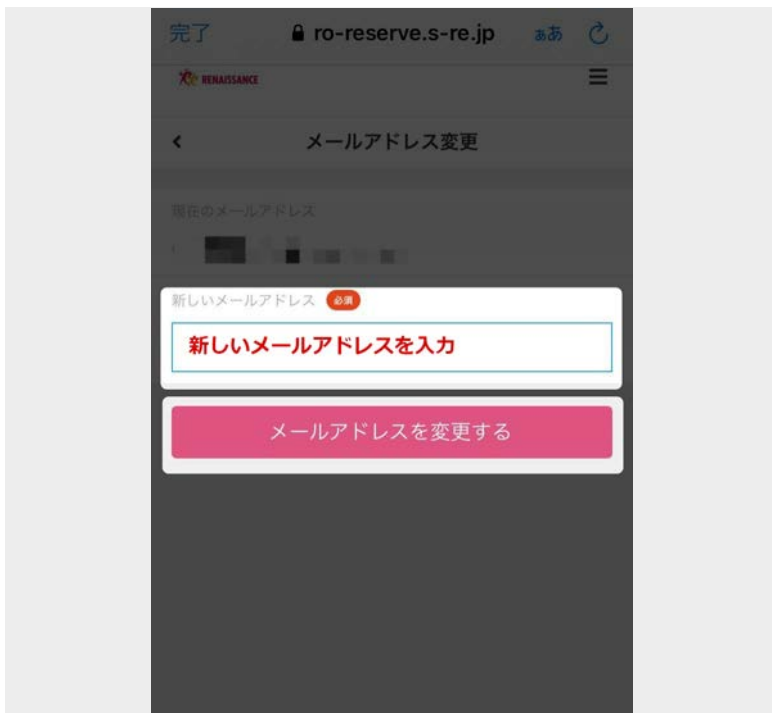 完了
ro-reserve.s-re.jp
ぁあ
RENAISSANCE
メールアドレス変更
現在のメールアドレス
新しいメールアドレス 必須
新しいメールアドレスを入力
メールアドレスを変更する